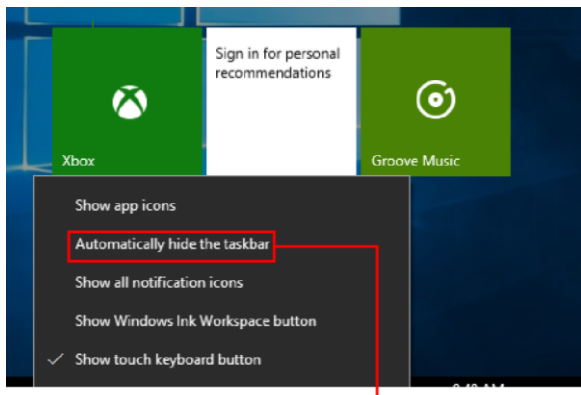 Sign in for personal
recommendations
Xbox
Groove Music
Show app icons
Automatically hide the taskbar
Show all notification icons
Show Windows Ink Workspace button
Show touch keyboard button